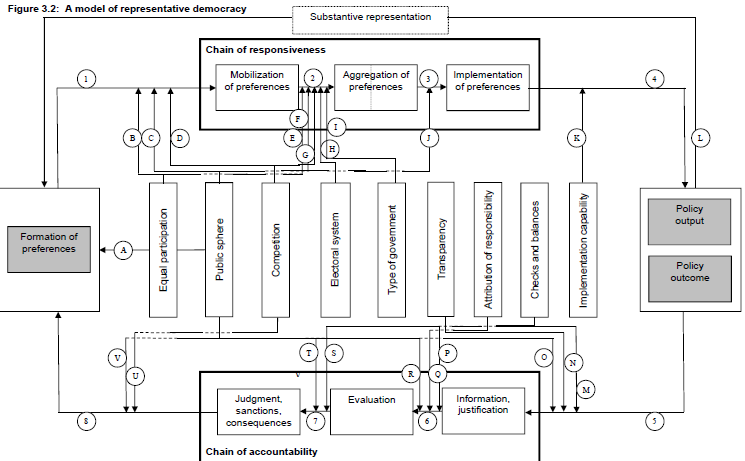 Figure 3.2: A model of representative democracy
Substantive representation
Chain of responsiveness
Mobilization
of preferences
Aggregation of
preferences
Implementation
of preferences
1
2
3
4
F
E
G
I
H
B
C
D
J
K
L
Formation of
preferences
A
Equal participation
Public sphere
Competition
Electoral system
Type of government
Transparency
Attribution of responsibility
Checks and balances
Implementation capability
Policy
output
Policy
outcome
V
U
T
S
R
Q
P
O
N
M
V
Judgment,
sanctions,
consequences
Evaluation
Information,
justification
8
7
6
5
Chain of accountability